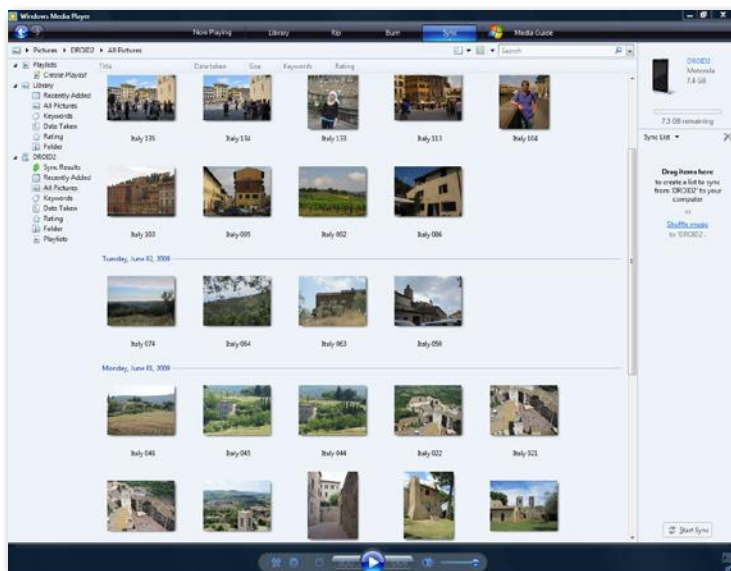 Windows Media Player
Now Playing Library Rip Burn Sync Media Guide
Pictures DROID2 All Pictures
Search
Playlists
Create Playlist
Library
Recently Added
All Pictures
Keywords
Date Taken
Rating
Folder
DROID2
Sync Results
Recently Added
All Pictures
Keywords
Date Taken
Rating
Folder
Playlists
Title Date taken Size Keywords Rating
Italy 135 Italy 134 Italy 133 Italy 113 Italy 104
Italy 103 Italy 095 Italy 092 Italy 086
Tuesday, June 02, 2009
Italy 074 Italy 064 Italy 063 Italy 050
Monday, June 01, 2009
Italy 046 Italy 045 Italy 044 Italy 022 Italy 021
DROID2
Motorola
7.4 GB
7.3 GB remaining
Sync List
Drag items here
to create a list to sync
from 'DROID2' to your
computer
or
Shuffle music
to 'DROID2'.
Start Sync